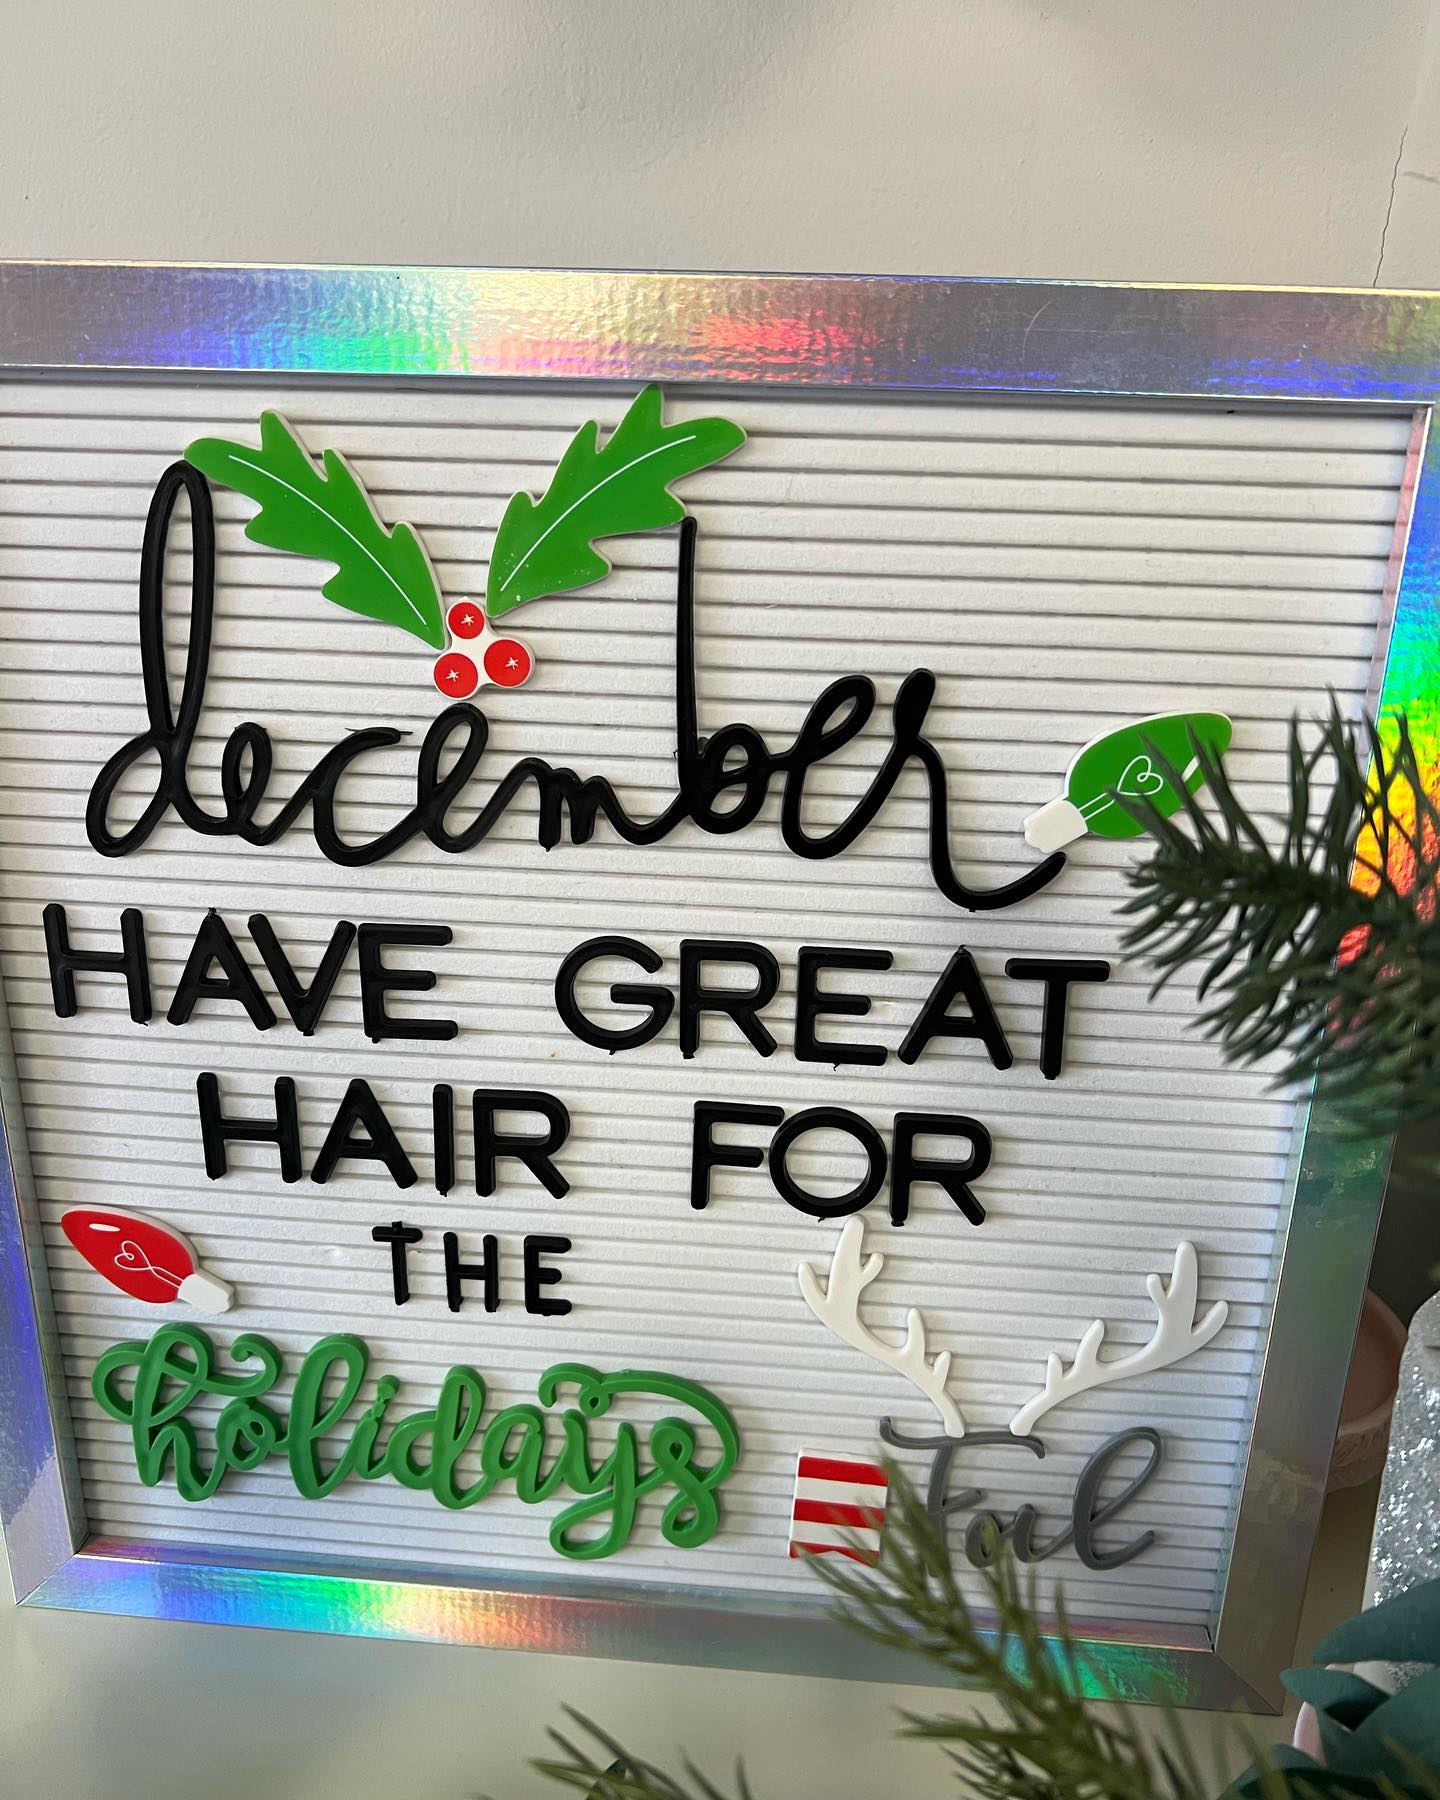 december
HAVE GREAT
HAIR FOR
THE
holidays
Foil